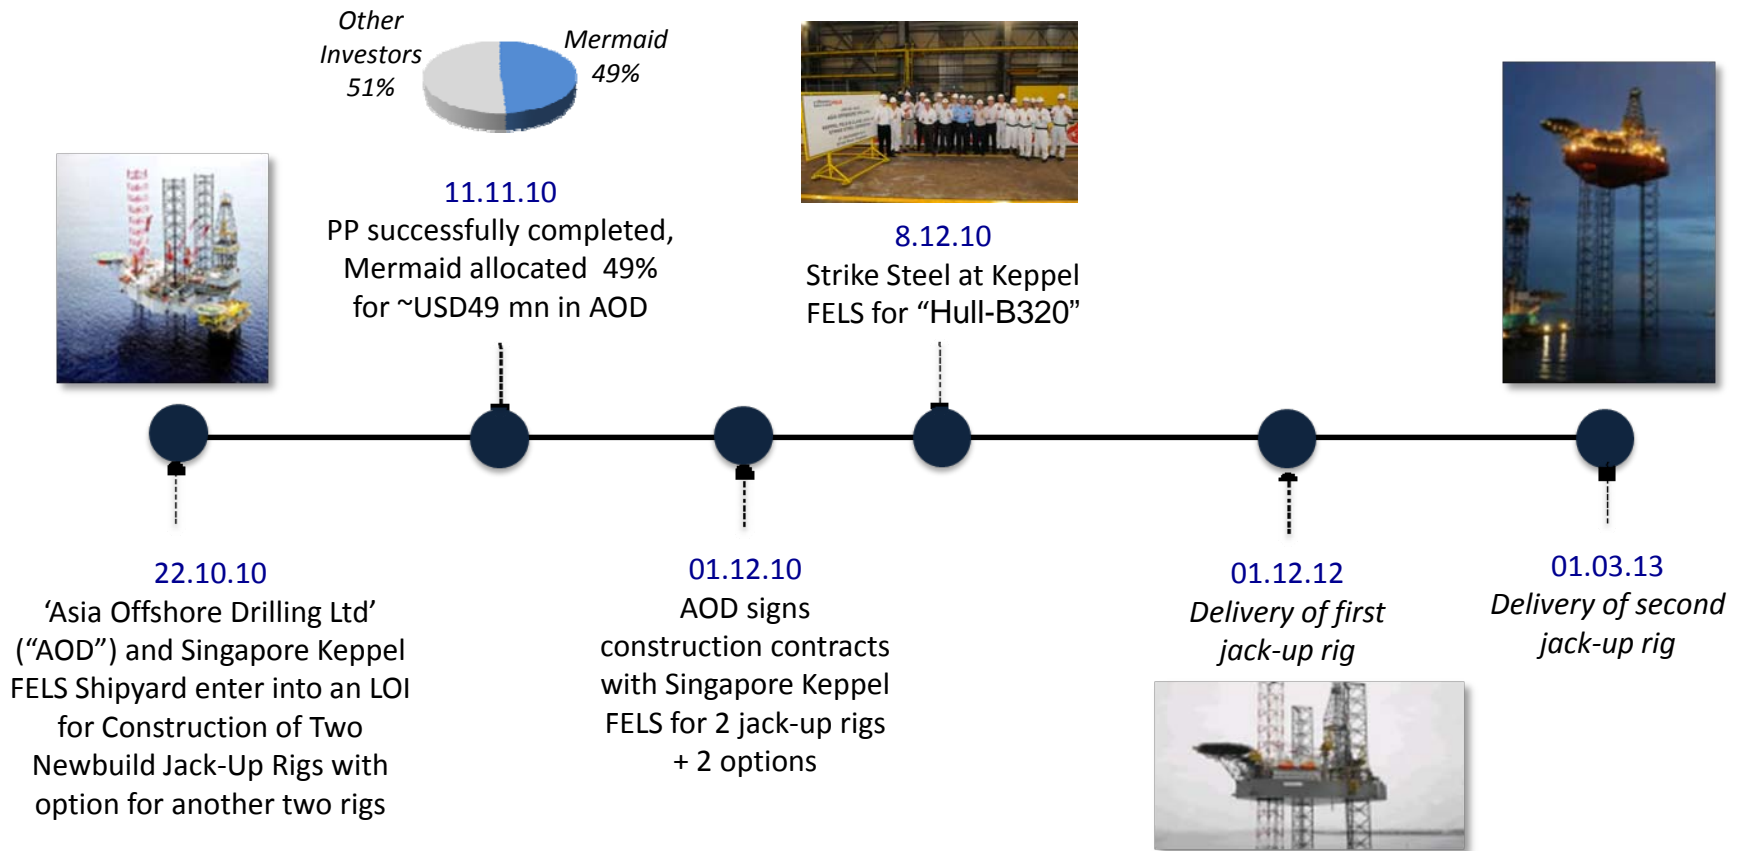 Other
Investors
51%
Mermaid
49%
11.11.10
PP successfully completed,
Mermaid allocated  49%
for ~USD49 mn in AOD
8.12.10
Strike Steel at Keppel
FELS for “Hull-B320”
22.10.10
‘Asia Offshore Drilling Ltd’
(“AOD”) and Singapore Keppel
FELS Shipyard enter into an LOI
for Construction of Two
Newbuild Jack-Up Rigs with
option for another two rigs
01.12.10
AOD signs
construction contracts
with Singapore Keppel
FELS for 2 jack-up rigs
+ 2 options
01.12.12
Delivery of first
jack-up rig
01.03.13
Delivery of second
jack-up rig